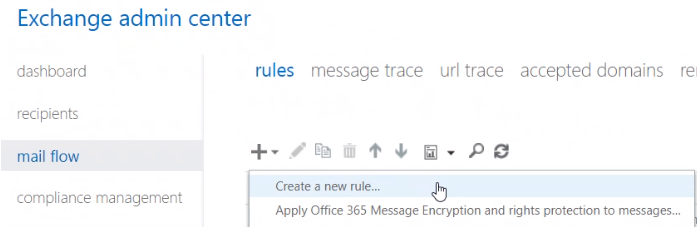 Exchange admin center
dashboard
rules message trace url trace accepted domains
recipients
mail flow
compliance management
Create a new rule...
Apply Office 365 Message Encryption and rights protection to messages...